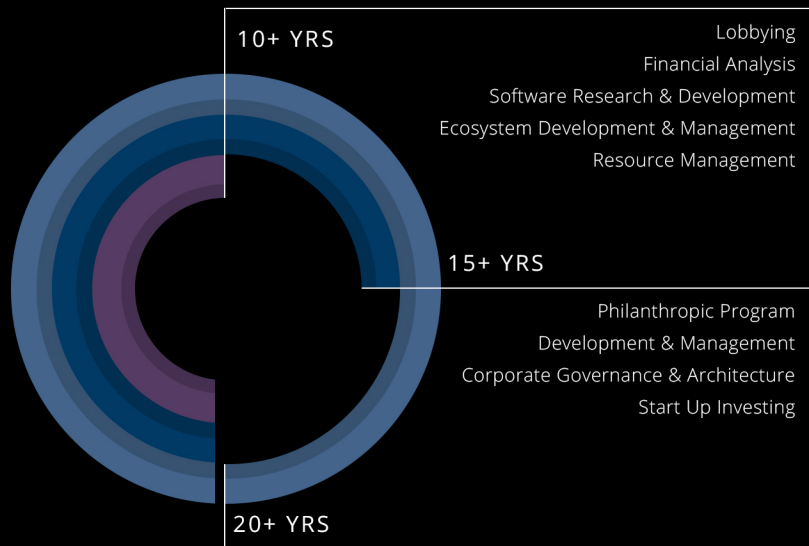 10+ YRS
Lobbying
Financial Analysis
Software Research & Development
Ecosystem Development & Management
Resource Management
15+ YRS
Philanthropic Program
Development & Management
Corporate Governance & Architecture
Start Up Investing
20+ YRS